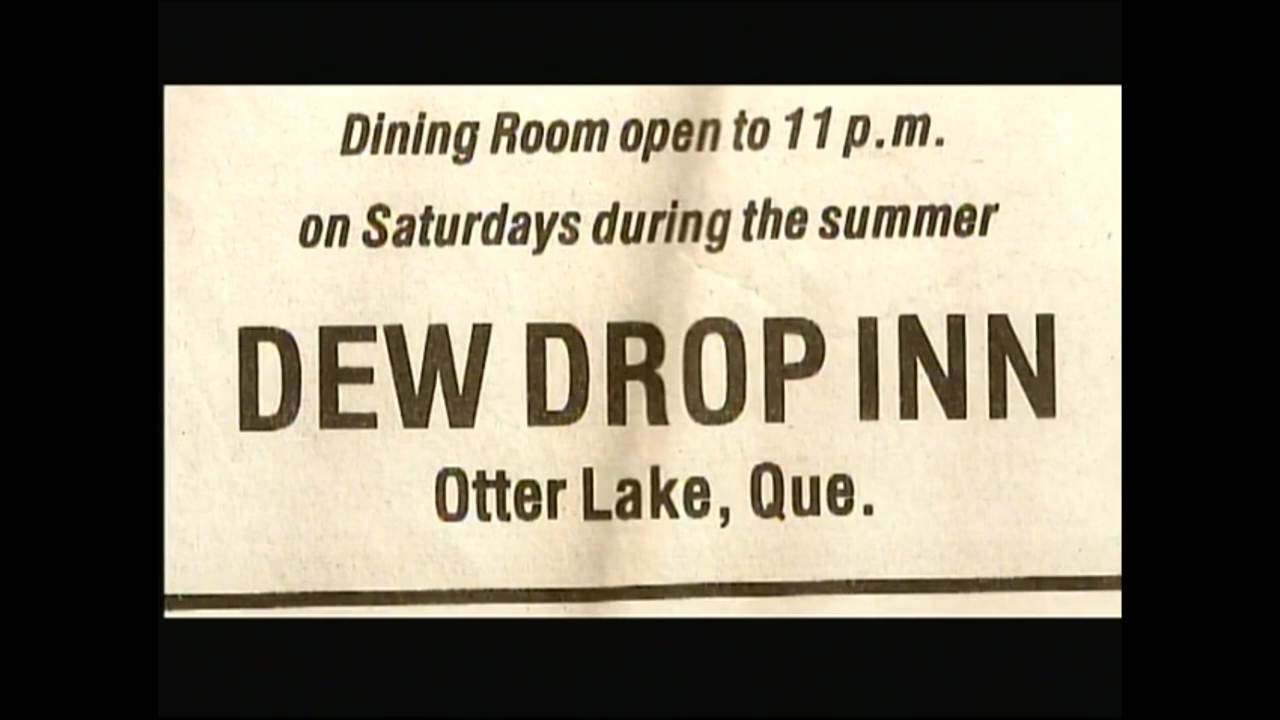 Dining Room open to 11 p.m.
on Saturdays during the summer
DEW DROP INN
Otter Lake, Que.